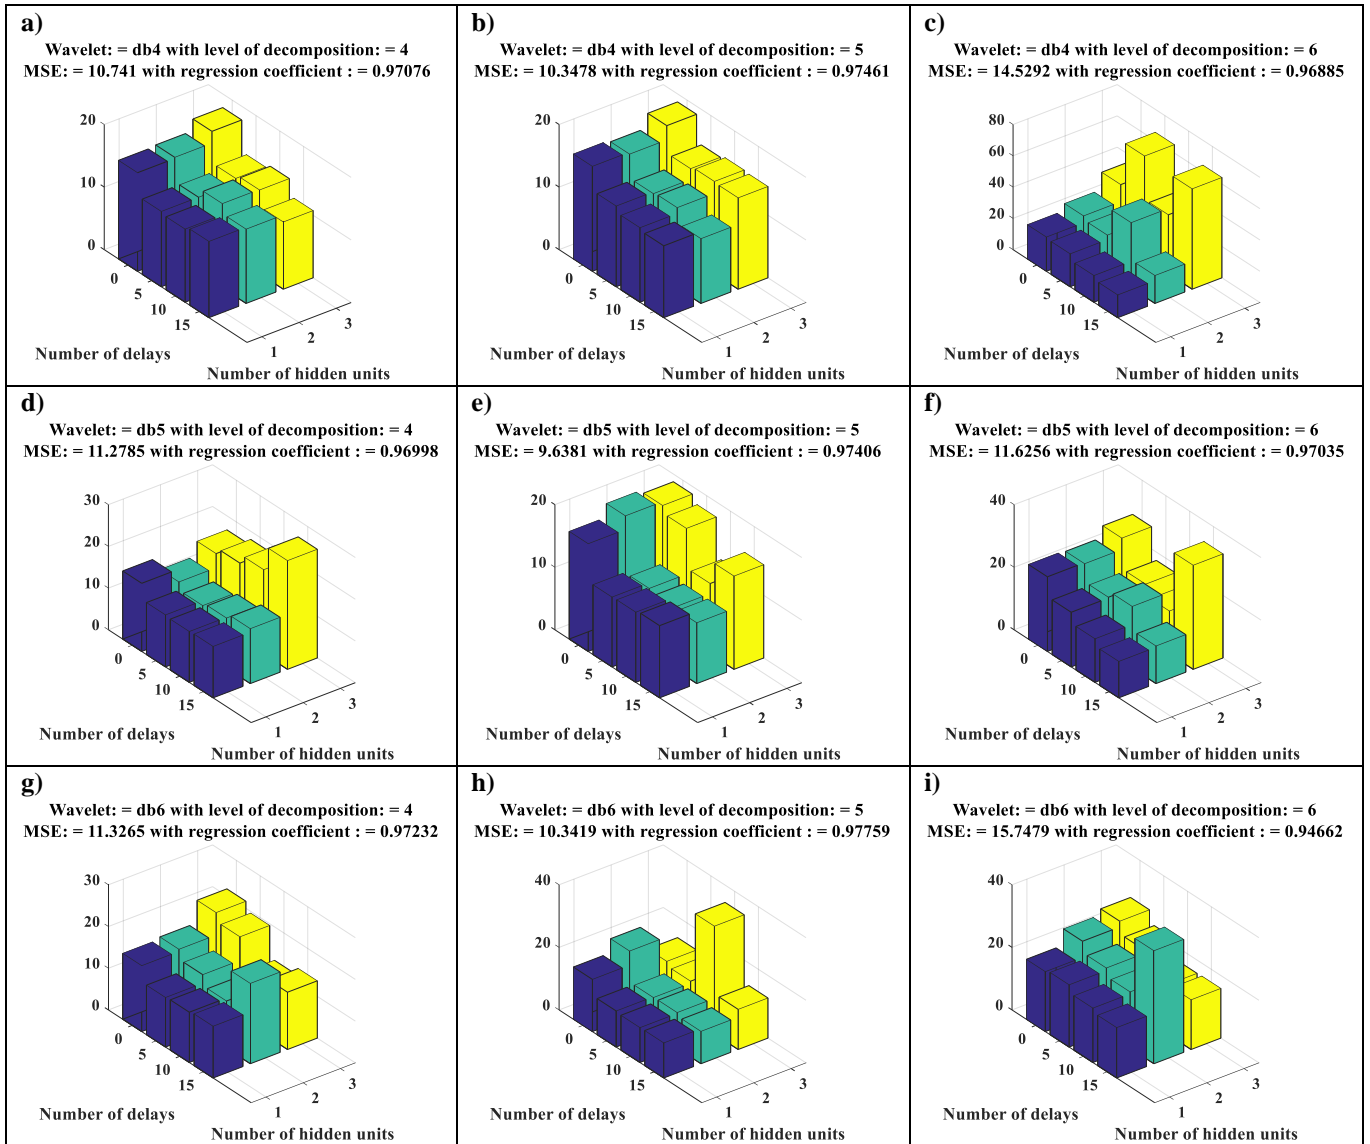 a)
Wavelet: = db4 with level of decomposition: = 4
MSE: = 10.741 with regression coefficient : = 0.97076
20
10
0
0
5
10
15
1
2
3
Number of delays
Number of hidden units
b)
Wavelet: = db4 with level of decomposition: = 5
MSE: = 10.3478 with regression coefficient : = 0.97461
20
10
0
0
5
10
15
1
2
3
Number of delays
Number of hidden units
c)
Wavelet: = db4 with level of decomposition: = 6
MSE: = 14.5292 with regression coefficient : = 0.96885
80
60
40
20
0
0
5
10
15
1
2
3
Number of delays
Number of hidden units
d)
Wavelet: = db5 with level of decomposition: = 4
MSE: = 11.2785 with regression coefficient : = 0.96998
30
20
10
0
0
5
10
15
1
2
3
Number of delays
Number of hidden units
e)
Wavelet: = db5 with level of decomposition: = 5
MSE: = 9.6381 with regression coefficient : = 0.97406
20
10
0
0
5
10
15
1
2
3
Number of delays
Number of hidden units
f)
Wavelet: = db5 with level of decomposition: = 6
MSE: = 11.6256 with regression coefficient : = 0.97035
40
20
0
0
5
10
15
1
2
3
Number of delays
Number of hidden units
g)
Wavelet: = db6 with level of decomposition: = 4
MSE: = 11.3265 with regression coefficient : = 0.97232
30
20
10
0
0
5
10
15
1
2
3
Number of delays
Number of hidden units
h)
Wavelet: = db6 with level of decomposition: = 5
MSE: = 10.3419 with regression coefficient : = 0.97759
40
20
0
0
5
10
15
1
2
3
Number of delays
Number of hidden units
i)
Wavelet: = db6 with level of decomposition: = 6
MSE: = 15.7479 with regression coefficient : = 0.94662
40
20
0
0
5
10
15
1
2
3
Number of delays
Number of hidden units